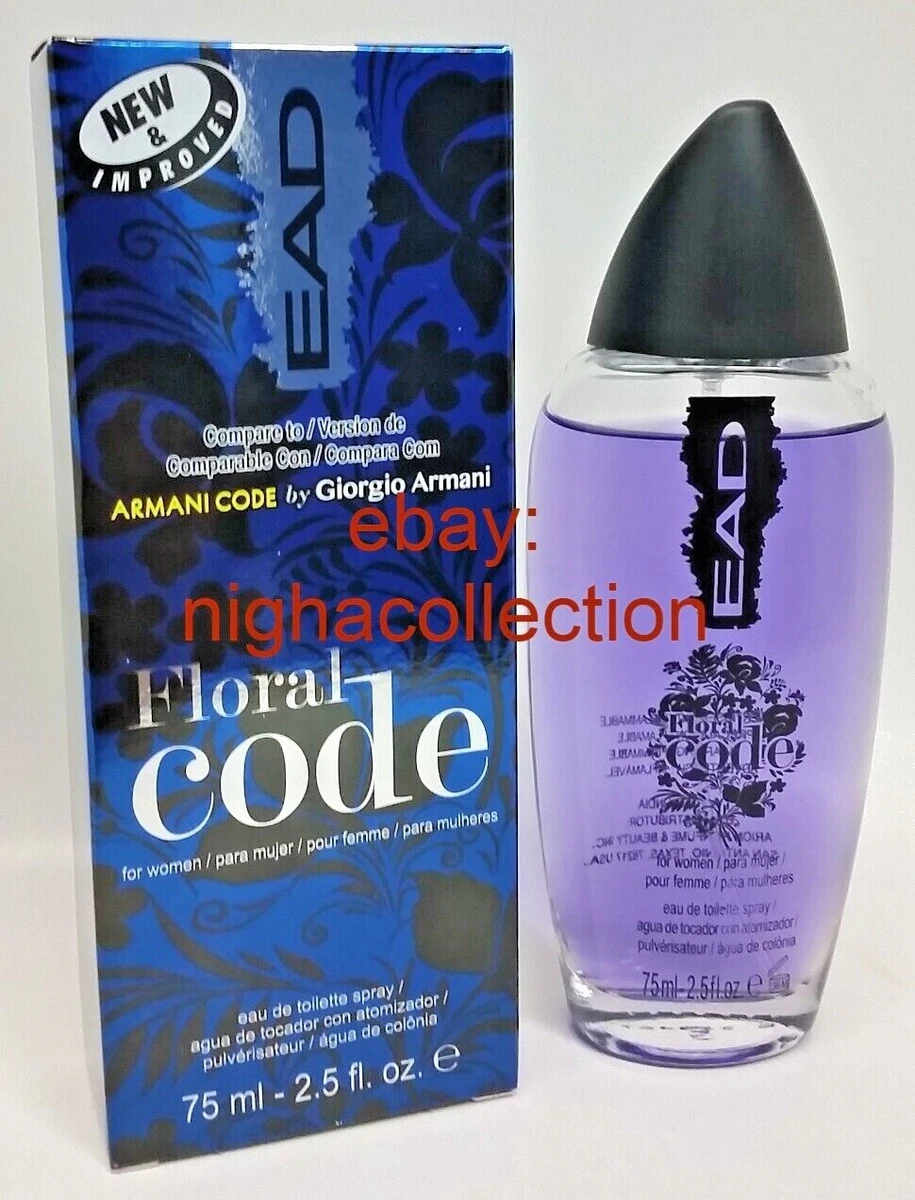 NEW
&
IMPROVED
EAD
Compare to / Version de
Comparable Con / Compara Com
ARMANI CODE by Giorgio Armani
Floral
code
for women / para mujer / pour femme / para mulheres
eau de toilette spray /
agua de tocador con atomizador /
pulvérisateur / água de colônia
75 ml - 2.5 fl. oz. e
ebay:
nighacollection
EAD
Floral
code
for women / para mujer /
pour femme / para mulheres
eau de toilette spray /
agua de tocador con atomizador /
pulvérisateur / água de colônia
75ml-2.5fl.oz. e